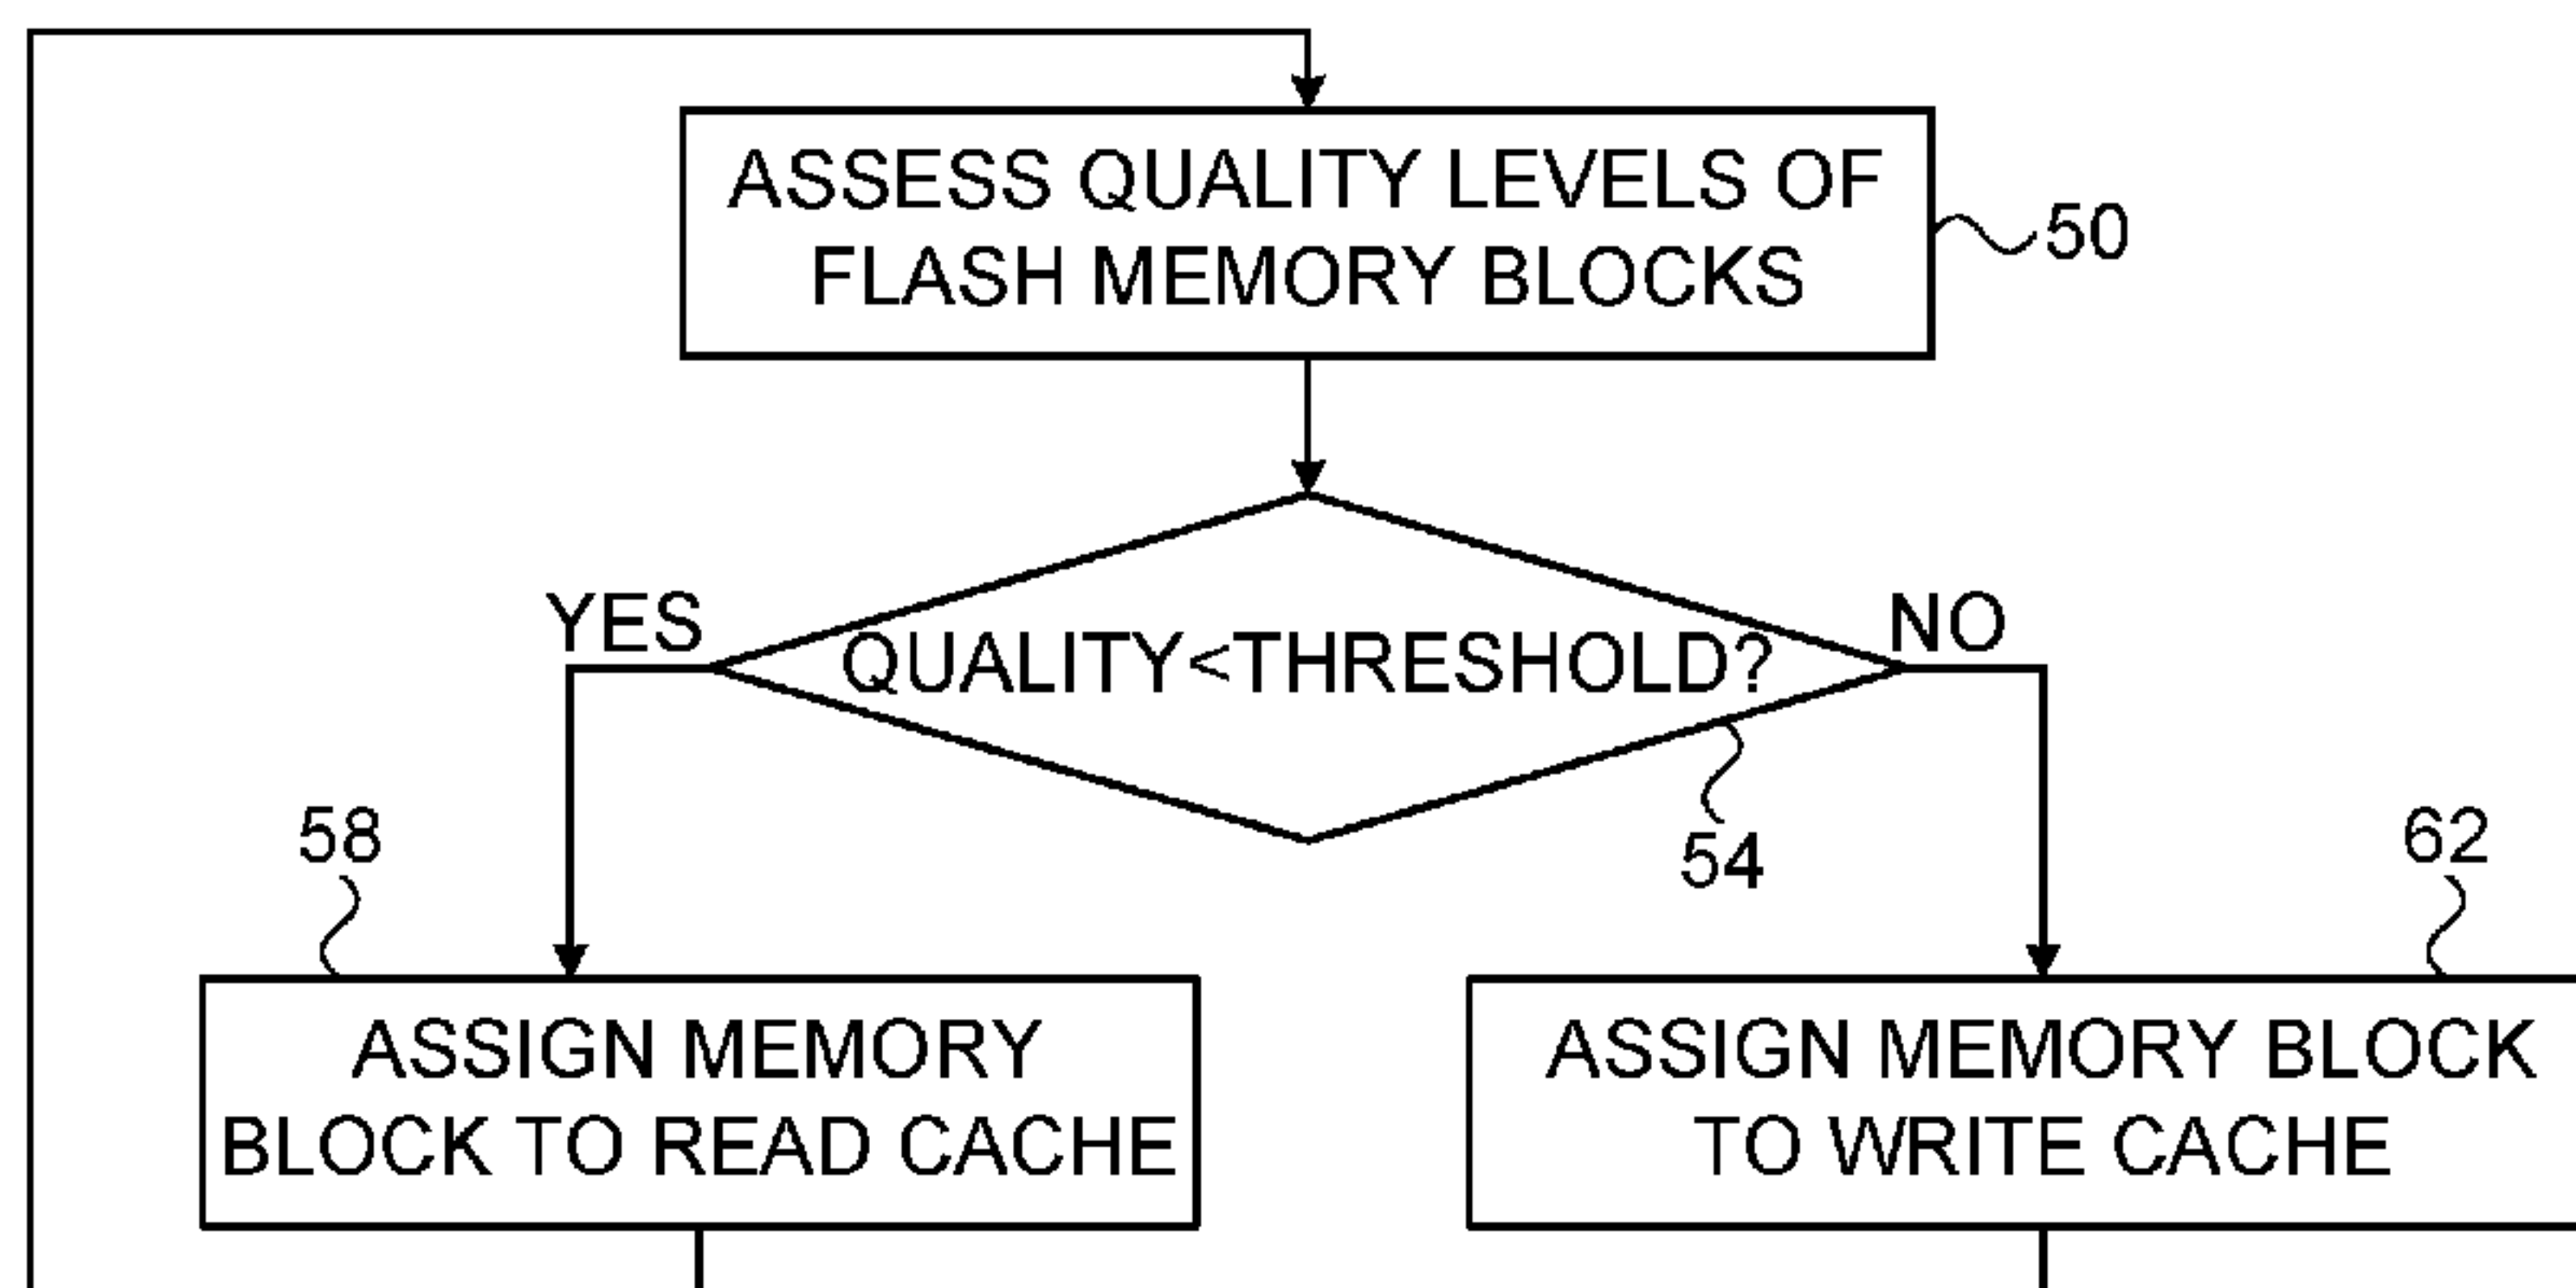 ASSESS QUALITY LEVELS OF
FLASH MEMORY BLOCKS
50
YES
QUALITY<THRESHOLD?
NO
54
58
62
ASSIGN MEMORY
BLOCK TO READ CACHE
ASSIGN MEMORY BLOCK
TO WRITE CACHE